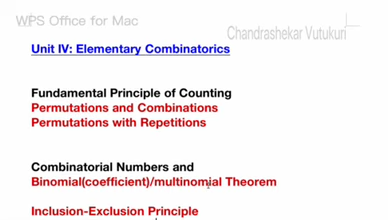 WPS Office for Mac
Chandrashekar Vutukuri
Unit IV: Elementary Combinatorics
Fundamental Principle of Counting
Permutations and Combinations
Permutations with Repetitions
Combinatorial Numbers and
Binomial(coefficient)/multinomial Theorem
Inclusion-Exclusion Principle